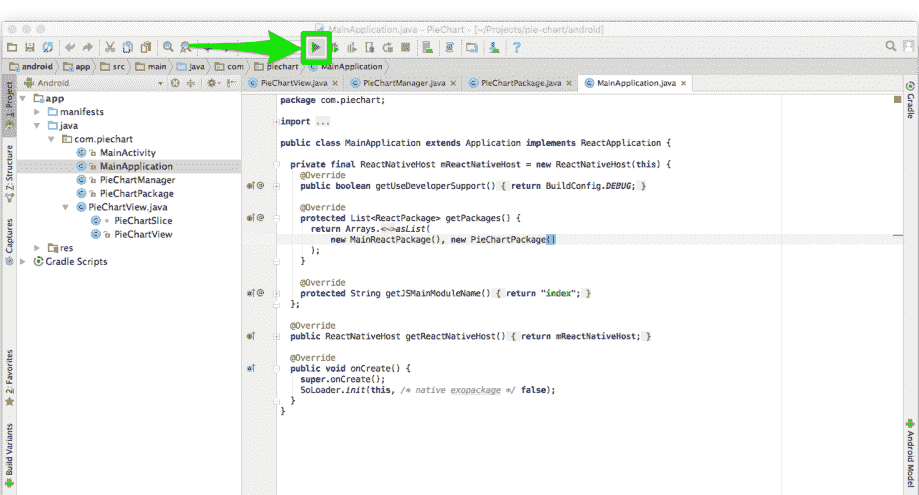 MainApplication.java - PieChart - [~/Projects/pie-chart/android]
android app src main java com piechart MainApplication
Android
PieChartView.java PieChartManager.java PieChartPackage.java MainApplication.java
1: Project
Z: Structure
Captures
2: Favorites
Build Variants
app
manifests
java
com.piechart
MainActivity
MainApplication
PieChartManager
PieChartPackage
PieChartView.java
PieChartSlice
PieChartView
res
Gradle Scripts
package com.piechart;
import ...
public class MainApplication extends Application implements ReactApplication {
private final ReactNativeHost mReactNativeHost = new ReactNativeHost(this) {
@Override
public boolean getUseDeveloperSupport() { return BuildConfig.DEBUG; }
@Override
protected List<ReactPackage> getPackages() {
return Arrays.<~>asList(
new MainReactPackage(), new PieChartPackage()
);
}
@Override
protected String getJSMainModuleName() { return "index"; }
};
@Override
public ReactNativeHost getReactNativeHost() { return mReactNativeHost; }
@Override
public void onCreate() {
super.onCreate();
SoLoader.init(this, /* native exopackage */ false);
}
}
Gradle
Android Model